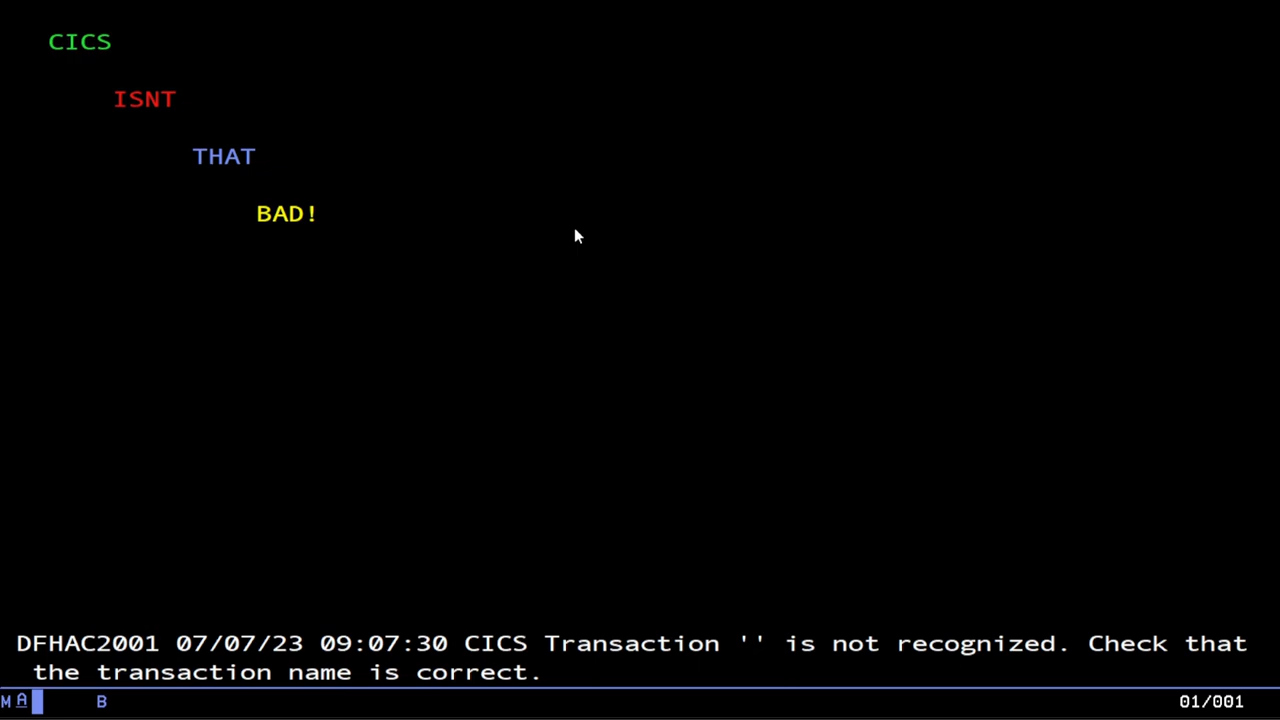 CICS
ISNT
THAT
BAD!
DFHAC2001 07/07/23 09:07:30 CICS Transaction '' is not recognized. Check that
the transaction name is correct.
M A B 01/001